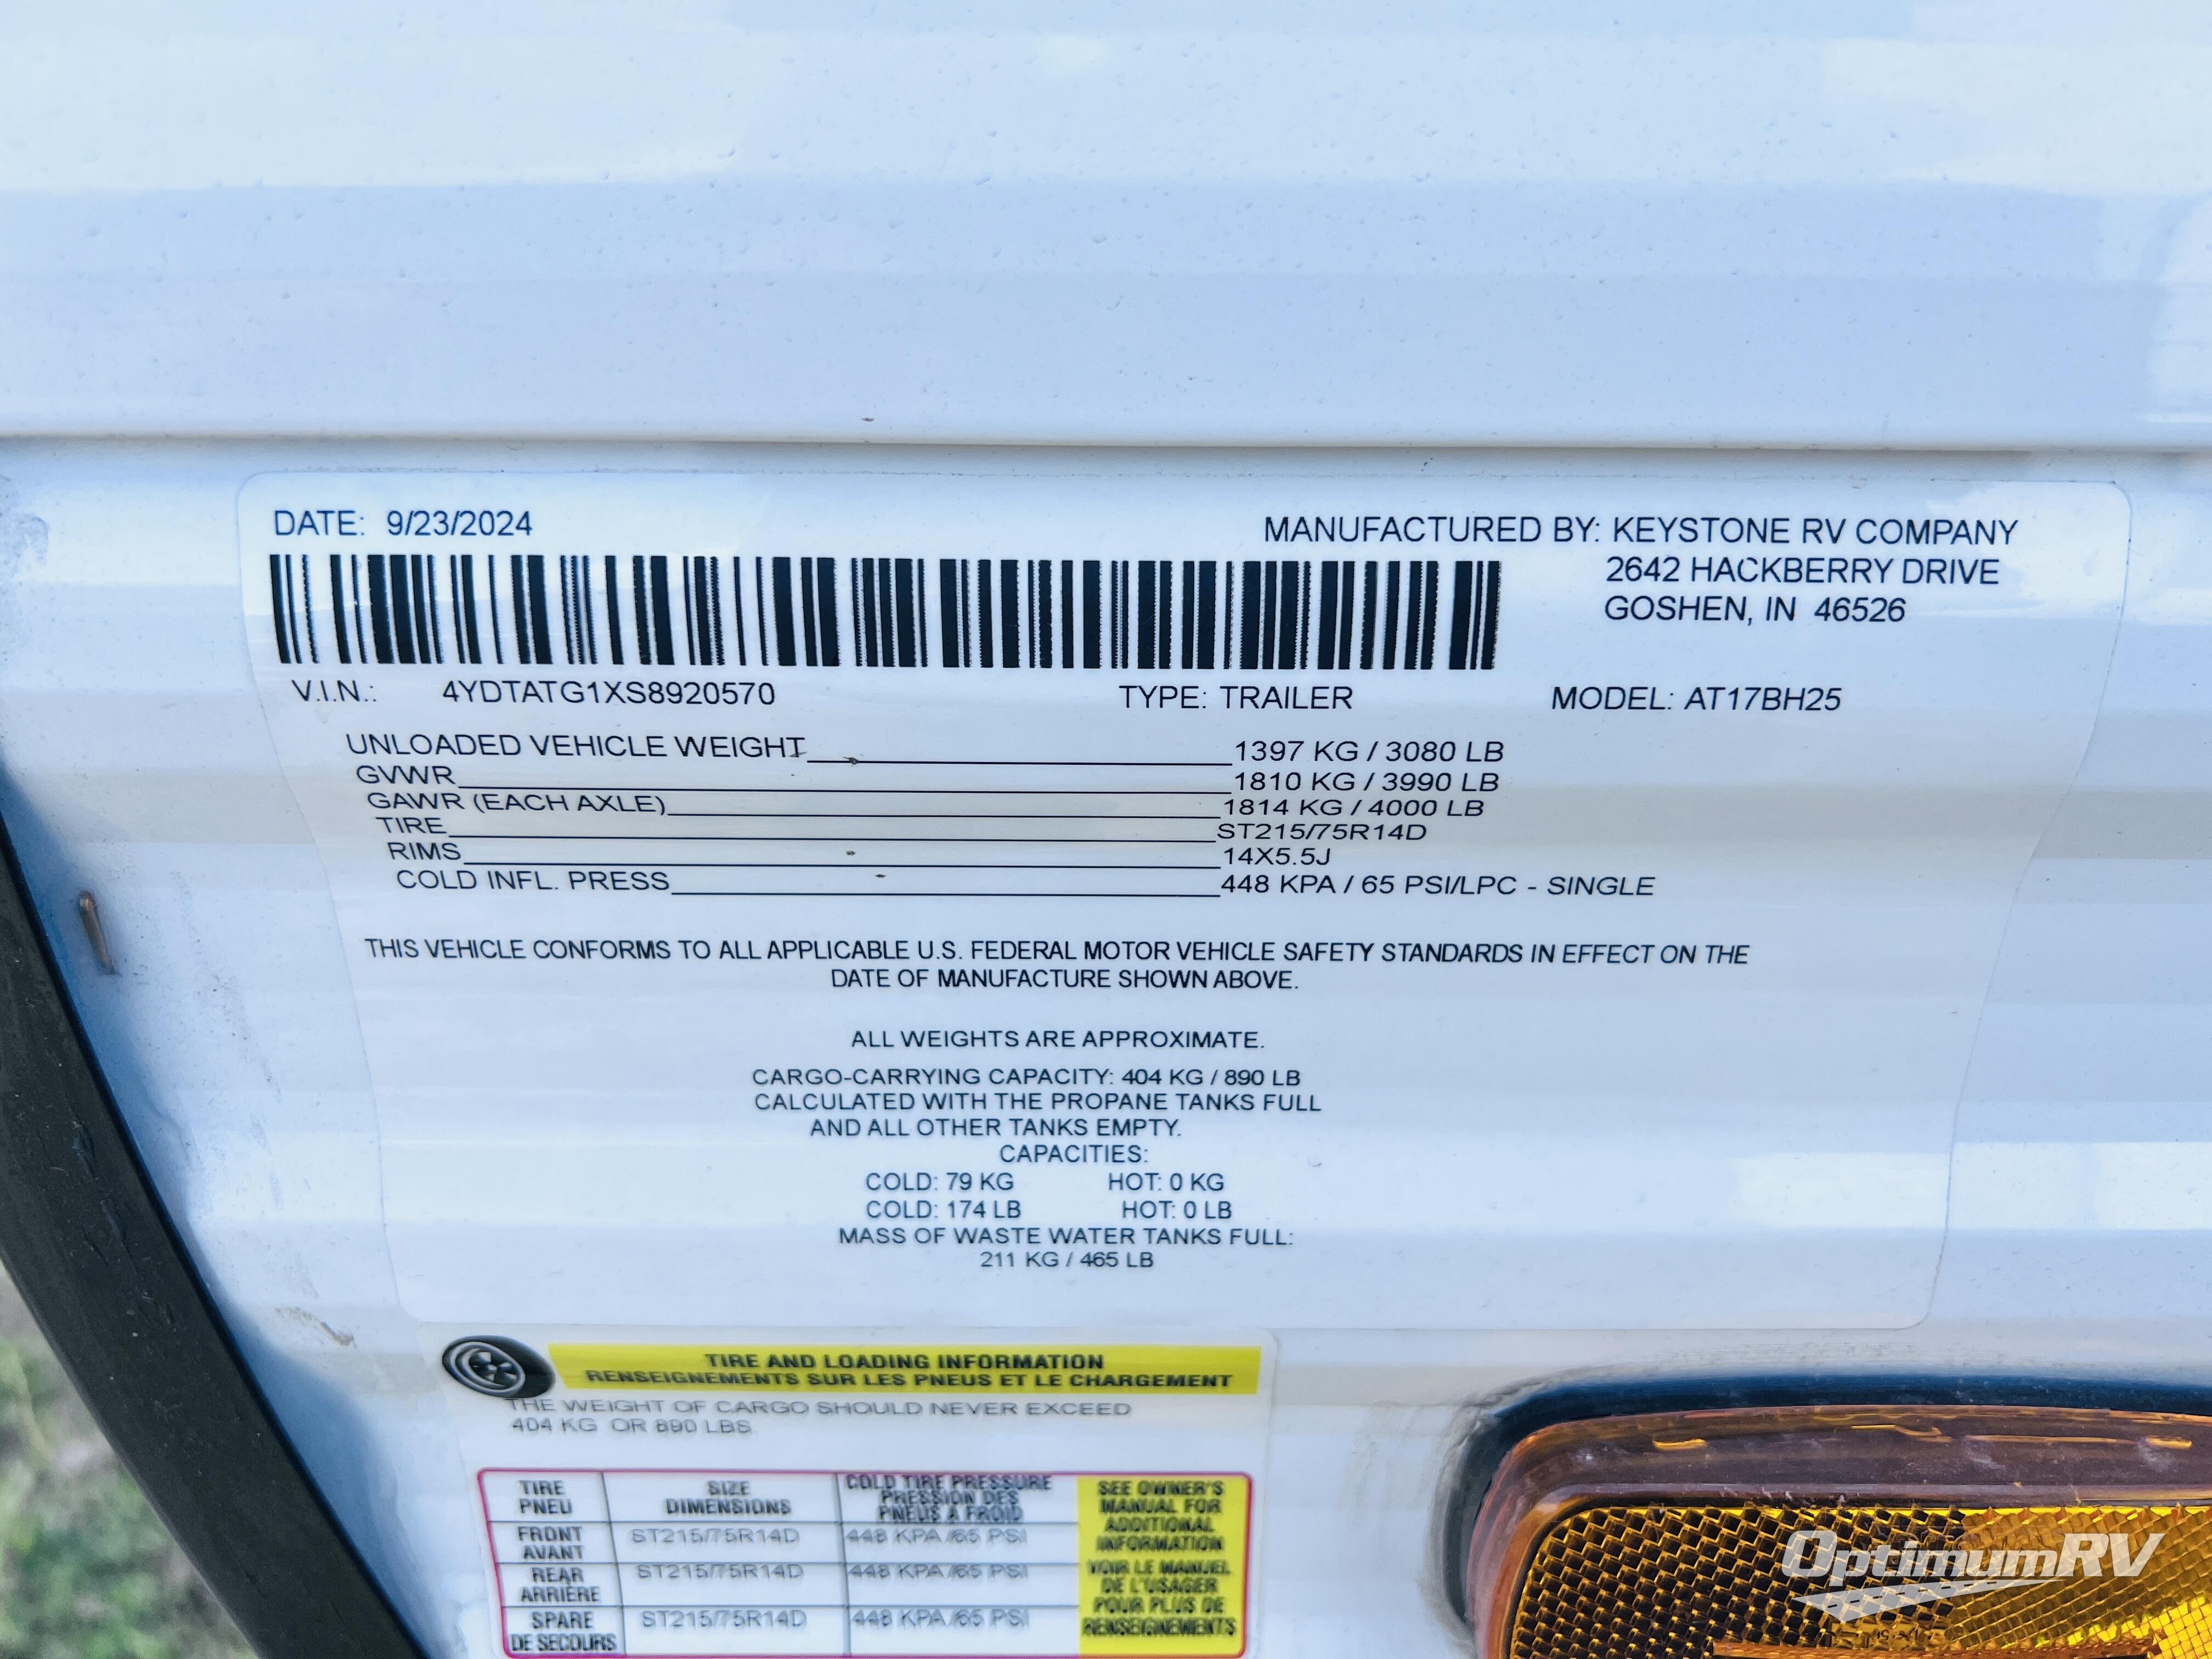 DATE: 9/23/2024
MANUFACTURED BY: KEYSTONE RV COMPANY
2642 HACKBERRY DRIVE
GOSHEN, IN 46526
V.I.N.: 4YDTATG1XS8920570 TYPE: TRAILER MODEL: AT17BH25
UNLOADED VEHICLE WEIGHT 1397 KG / 3080 LB
GVWR 1810 KG / 3990 LB
GAWR (EACH AXLE) 1814 KG / 4000 LB
TIRE ST215/75R14D
RIMS 14X5.5J
COLD INFL. PRESS 448 KPA / 65 PSI/LPC - SINGLE
THIS VEHICLE CONFORMS TO ALL APPLICABLE U.S. FEDERAL MOTOR VEHICLE SAFETY STANDARDS IN EFFECT ON THE
DATE OF MANUFACTURE SHOWN ABOVE.
ALL WEIGHTS ARE APPROXIMATE.
CARGO-CARRYING CAPACITY: 404 KG / 890 LB
CALCULATED WITH THE PROPANE TANKS FULL
AND ALL OTHER TANKS EMPTY.
CAPACITIES:
COLD: 79 KG HOT: 0 KG
COLD: 174 LB HOT: 0 LB
MASS OF WASTE WATER TANKS FULL:
211 KG / 465 LB
TIRE AND LOADING INFORMATION
RENSEIGNEMENTS SUR LES PNEUS ET LE CHARGEMENT
THE WEIGHT OF CARGO SHOULD NEVER EXCEED
404 KG OR 890 LBS
TIRE
PNEU
SIZE
DIMENSIONS
COLD TIRE PRESSURE
PRESSION DES
PNEUS A FROID
SEE OWNER'S
MANUAL FOR
ADDITIONAL
INFORMATION
VOIR LE MANUEL
DE L'USAGER
POUR PLUS DE
RENSEIGNEMENTS
FRONT
AVANT
ST215/75R14D 448 KPA /65 PSI
REAR
ARRIÈRE
ST215/75R14D 448 KPA /65 PSI
SPARE
DE SECOURS
ST215/75R14D 448 KPA /65 PSI
OptimumRV